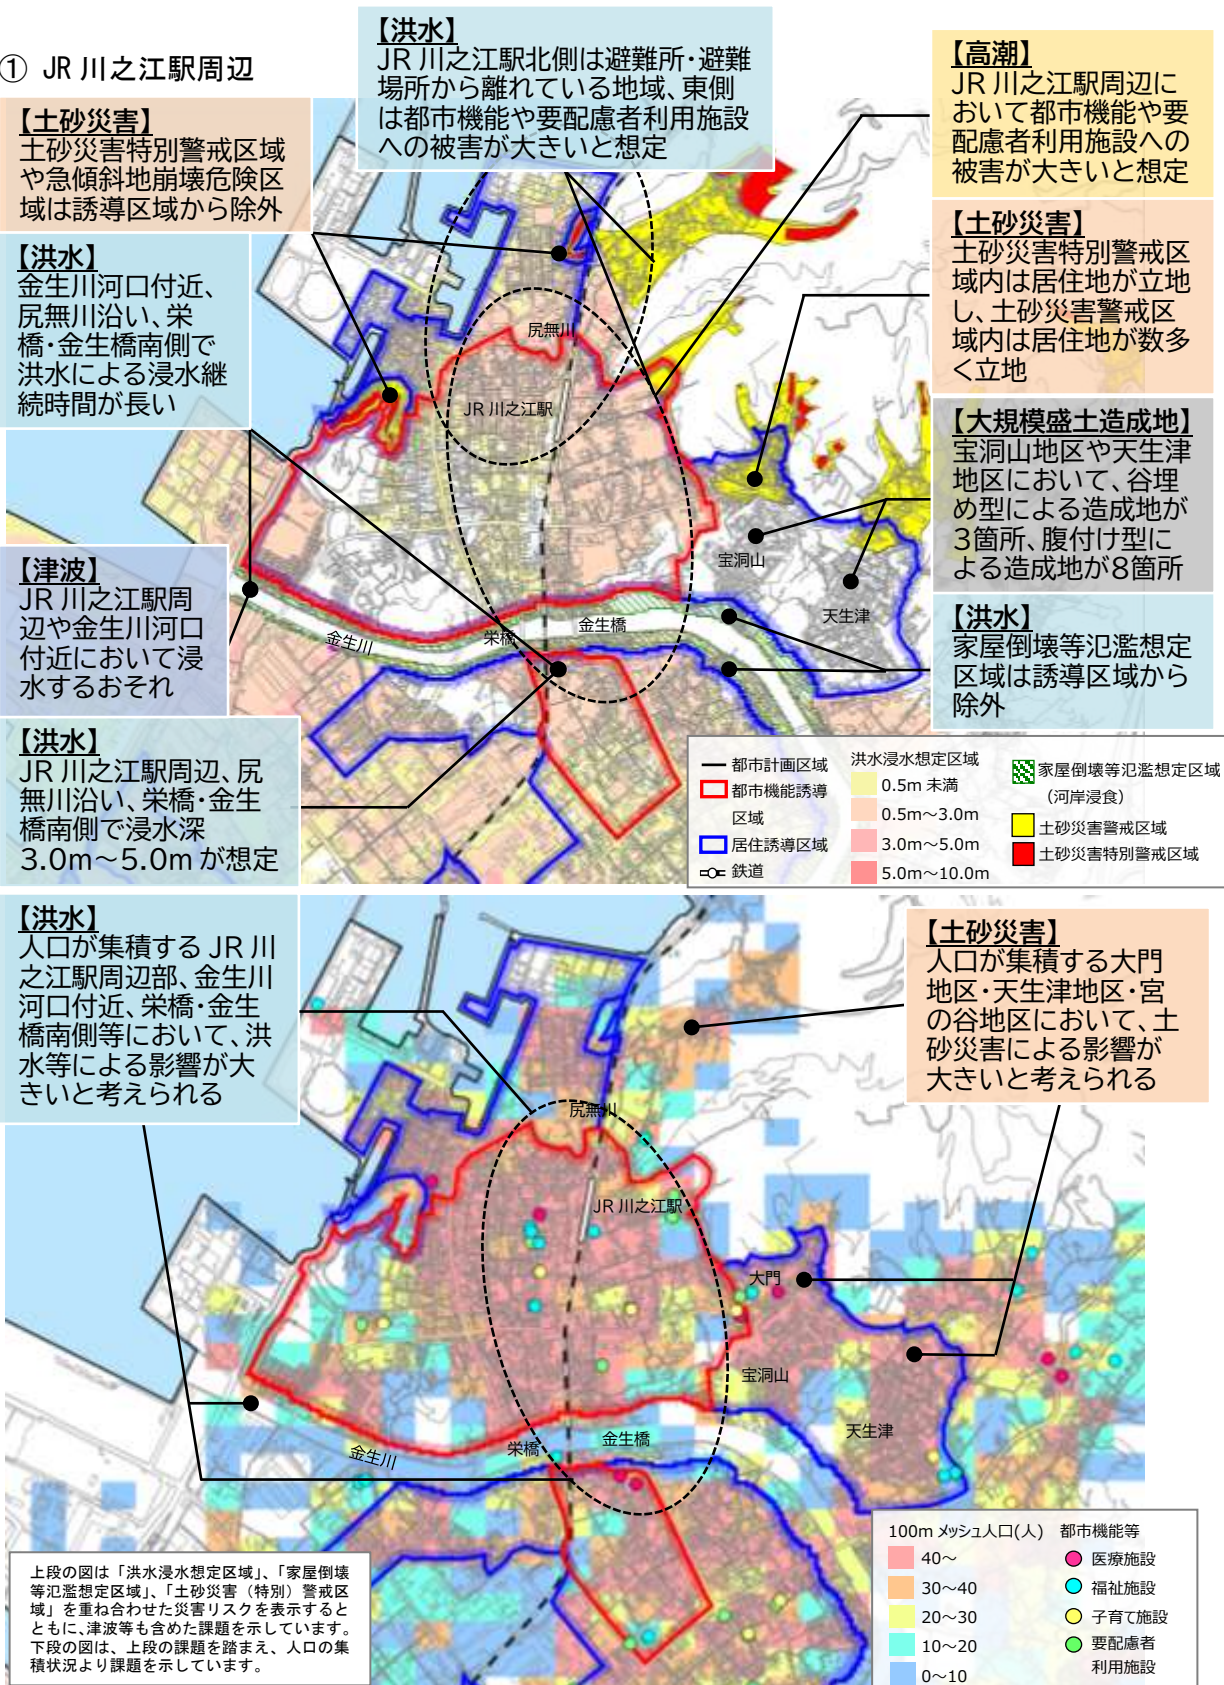 ① JR 川之江駅周辺
【洪水】
JR 川之江駅北側は避難所・避難
場所から離れている地域、東側
は都市機能や要配慮者利用施設
への被害が大きいと想定
【高潮】
JR 川之江駅周辺に
おいて都市機能や要
配慮者利用施設への
被害が大きいと想定
【土砂災害】
土砂災害特別警戒区域
や急傾斜地崩壊危険区
域は誘導区域から除外
【土砂災害】
土砂災害特別警戒区
域内は居住地が立地
し、土砂災害警戒区
域内は居住地が数多
く立地
【洪水】
金生川河口付近、
尻無川沿い、栄
橋・金生橋南側で
洪水による浸水継
続時間が長い
【大規模盛土造成地】
宝洞山地区や天生津
地区において、谷埋
め型による造成地が
3箇所、腹付け型に
よる造成地が8箇所
【津波】
JR 川之江駅周
辺や金生川河口
付近において浸
水するおそれ
【洪水】
家屋倒壊等氾濫想定
区域は誘導区域から
除外
【洪水】
JR 川之江駅周辺、尻
無川沿い、栄橋・金生
橋南側で浸水深
3.0m～5.0m が想定
尻無川
JR 川之江駅
宝洞山
天生津
金生川
栄橋
金生橋
都市計画区域
都市機能誘導
区域
居住誘導区域
鉄道
洪水浸水想定区域
0.5m 未満
0.5m～3.0m
3.0m～5.0m
5.0m～10.0m
家屋倒壊等氾濫想定区域
（河岸浸食）
土砂災害警戒区域
土砂災害特別警戒区域
【洪水】
人口が集積する JR 川
之江駅周辺部、金生川
河口付近、栄橋・金生
橋南側等において、洪
水等による影響が大
きいと考えられる
【土砂災害】
人口が集積する大門
地区・天生津地区・宮
の谷地区において、土
砂災害による影響が
大きいと考えられる
尻無川
JR 川之江駅
大門
宝洞山
天生津
金生橋
栄橋
金生川
上段の図は「洪水浸水想定区域」、「家屋倒壊
等氾濫想定区域」、「土砂災害（特別）警戒区
域」を重ね合わせた災害リスクを表示すると
ともに、津波等も含めた課題を示しています。
下段の図は、上段の課題を踏まえ、人口の集
積状況より課題を示しています。
100m メッシュ人口(人)
40～
30～40
20～30
10～20
0～10
都市機能等
医療施設
福祉施設
子育て施設
要配慮者
利用施設